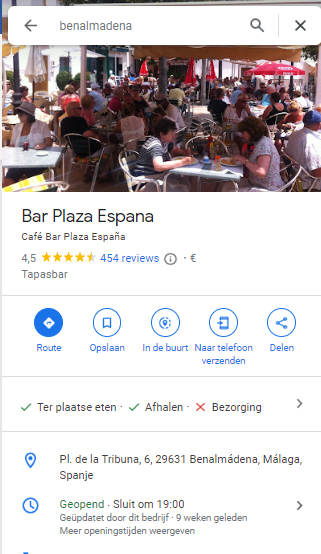 benalmadena
Bar Plaza Espana
Café Bar Plaza España
4,5 454 reviews · €
Tapasbar
Route
Opslaan
In de buurt
Naar telefoon
verzenden
Delen
Ter plaatse eten · Afhalen · Bezorging
Pl. de la Tribuna, 6, 29631 Benalmádena, Málaga,
Spanje
Geopend · Sluit om 19:00
Geüpdatet door dit bedrijf · 9 weken geleden
Meer openingstijden weergeven